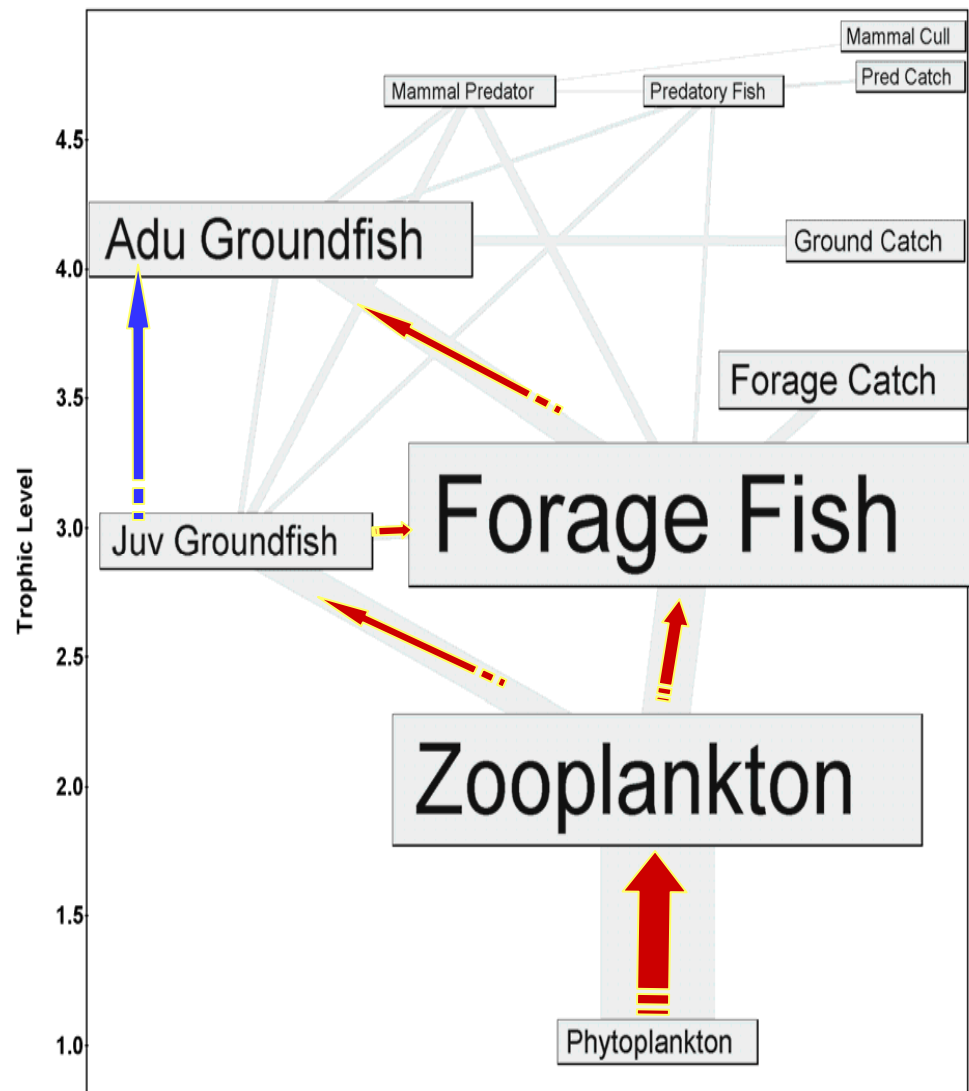 Mammal Cull
Pred Catch
Mammal Predator
Predatory Fish
4.5
Adu Groundfish
Ground Catch
4.0
Forage Catch
3.5
Forage Fish
3.0
Juv Groundfish
Trophic Level
2.5
Zooplankton
2.0
1.5
Phytoplankton
1.0